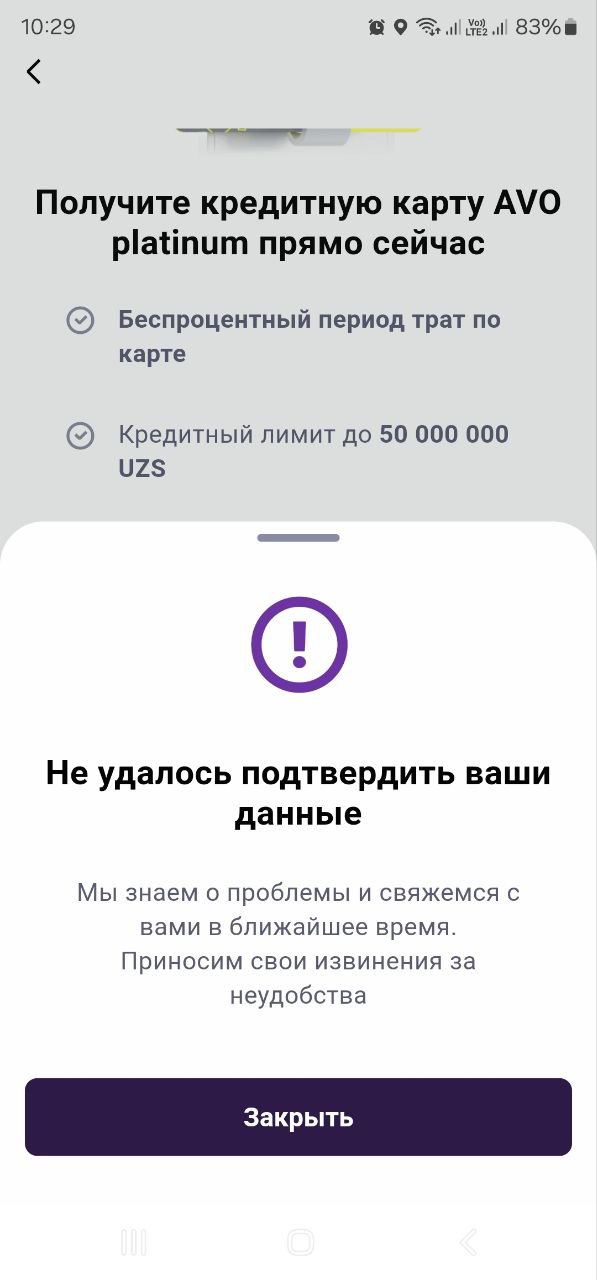 10:29
Vo))
LTE2
83%
Получите кредитную карту AVO
platinum прямо сейчас
Беспроцентный период трат по
карте
Кредитный лимит до 50 000 000
UZS
Не удалось подтвердить ваши
данные
Мы знаем о проблемы и свяжемся с
вами в ближайшее время.
Приносим свои извинения за
неудобства
Закрыть